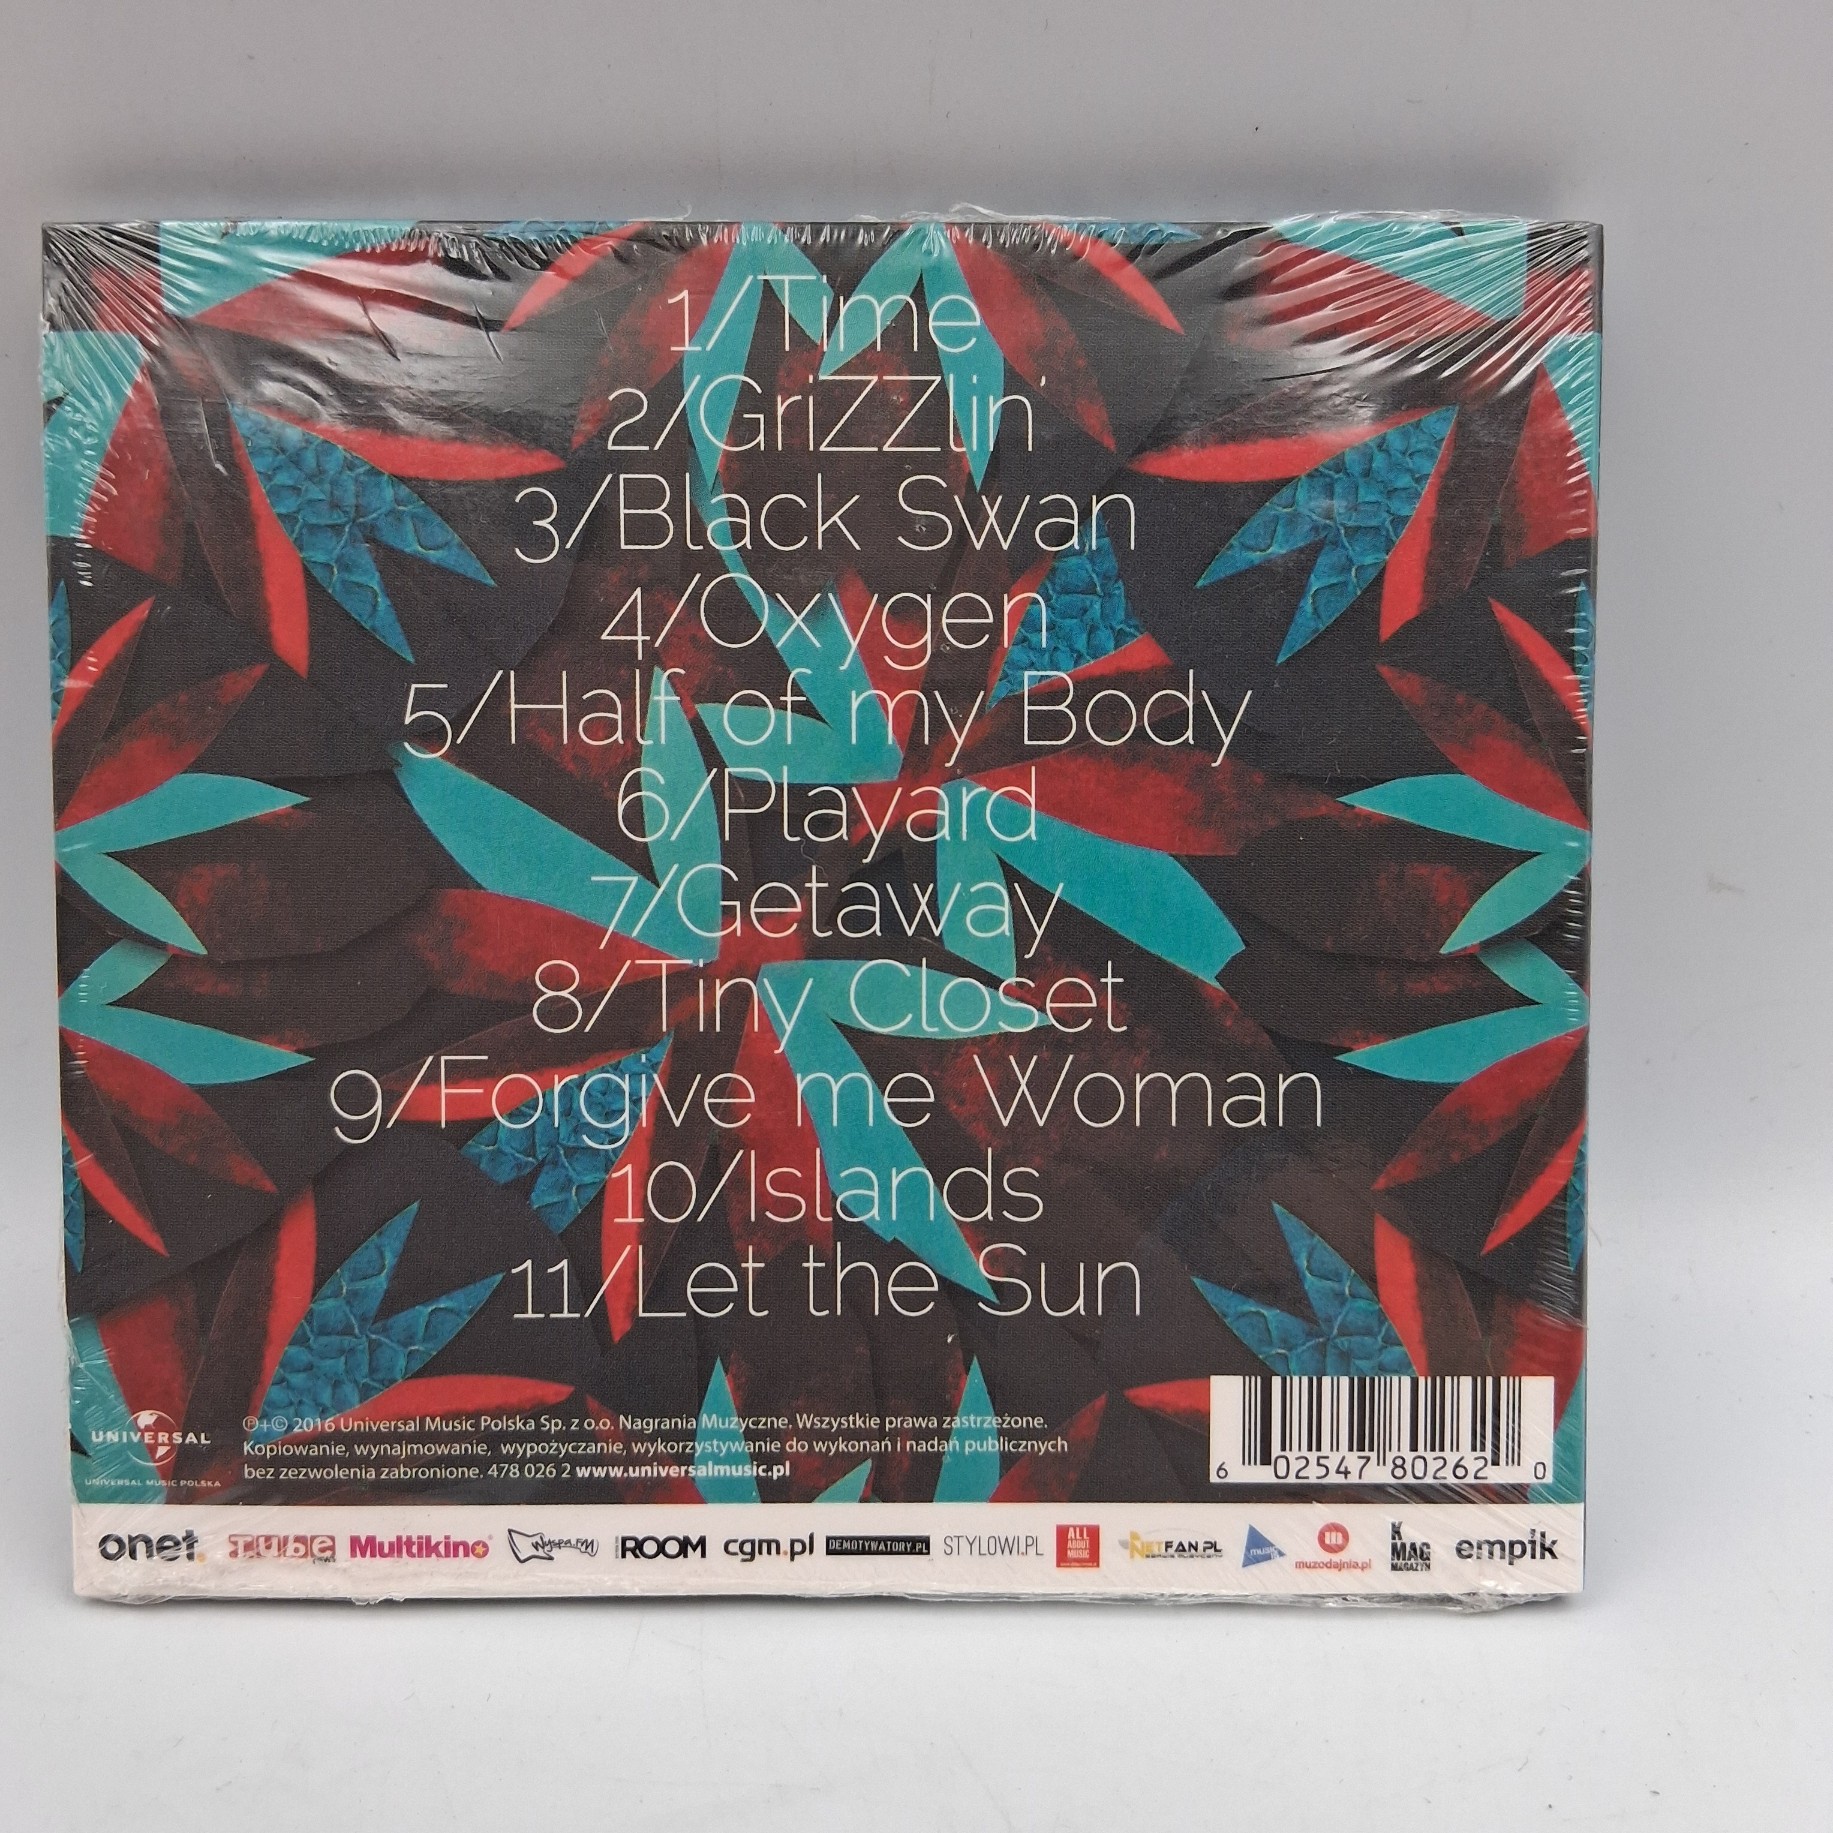 1/Time
2/GriZZlin'
3/Black Swan
4/Oxygen
5/Half of my Body
6/Playard
7/Getaway
8/Tiny Closet
9/Forgive me Woman
10/Islands
11/Let the Sun
UNIVERSAL
UNIVERSAL MUSIC POLSKA
℗+© 2016 Universal Music Polska Sp. z o.o. Nagrania Muzyczne. Wszystkie prawa zastrzeżone.
Kopiowanie, wynajmowanie, wypożyczanie, wykorzystywanie do wykonań i nadań publicznych
bez zezwolenia zabronione. 478 026 2 www.universalmusic.pl
6 02547 80262 0
onet. TUBE Multikino Wyspa.FM ROOM cgm.pl DEMOTYWATORY.PL STYLOWI.PL ALL ABOUT MUSIC NETFAN.PL music m muzodajnia.pl K MAG MAGAZYN empik